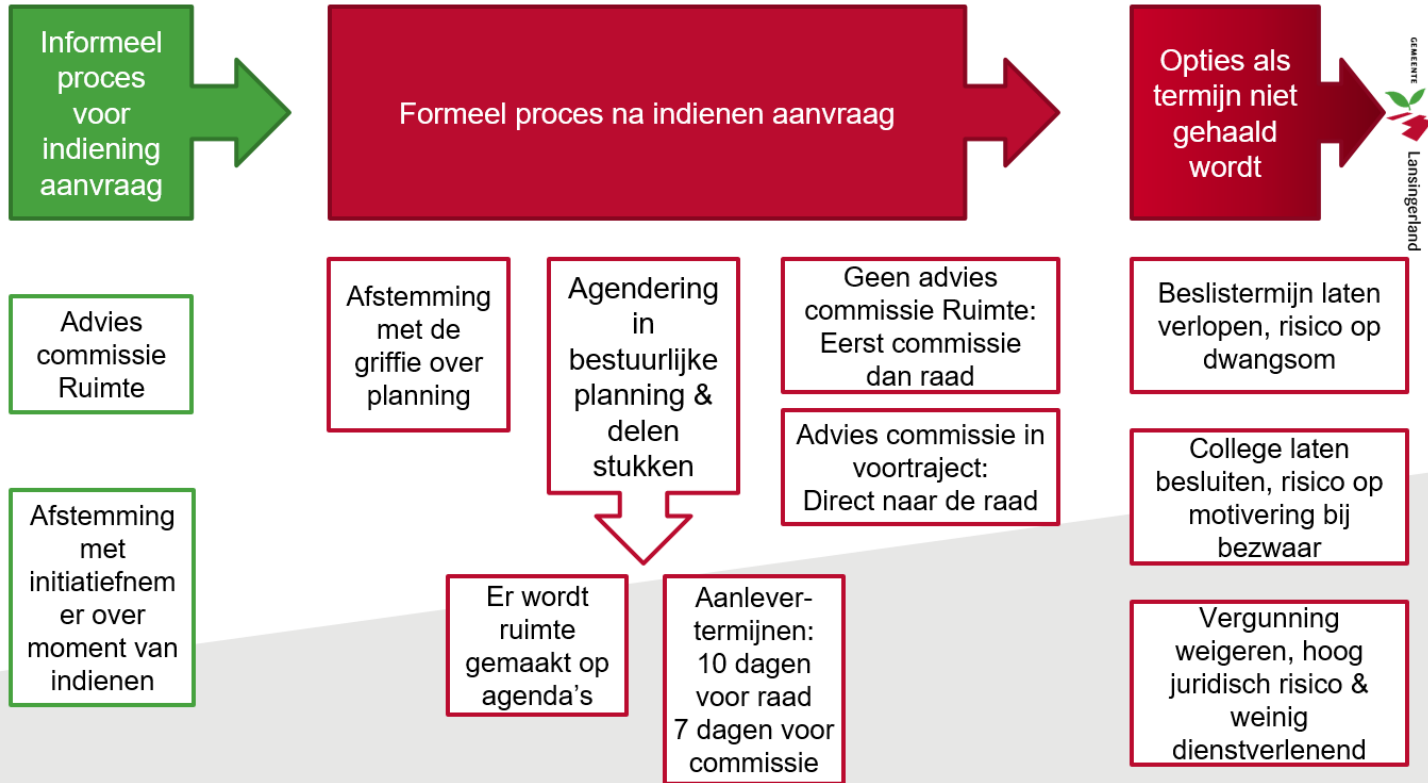 Informeel
proces
voor
indiening
aanvraag
Formeel proces na indienen aanvraag
Opties als
termijn niet
gehaald
wordt
GEMEENTE
Lansingerland
Advies
commissie
Ruimte
Afstemming
met
initiatiefnem
er over
moment van
indienen
Afstemming
met de
griffie over
planning
Agendering
in
bestuurlijke
planning &
delen
stukken
Er wordt
ruimte
gemaakt op
agenda’s
Aanlever-
termijnen:
10 dagen
voor raad
7 dagen voor
commissie
Geen advies
commissie Ruimte:
Eerst commissie
dan raad
Advies commissie in
voortraject:
Direct naar de raad
Beslistermijn laten
verlopen, risico op
dwangsom
College laten
besluiten, risico op
motivering bij
bezwaar
Vergunning
weigeren, hoog
juridisch risico &
weinig
dienstverlenend